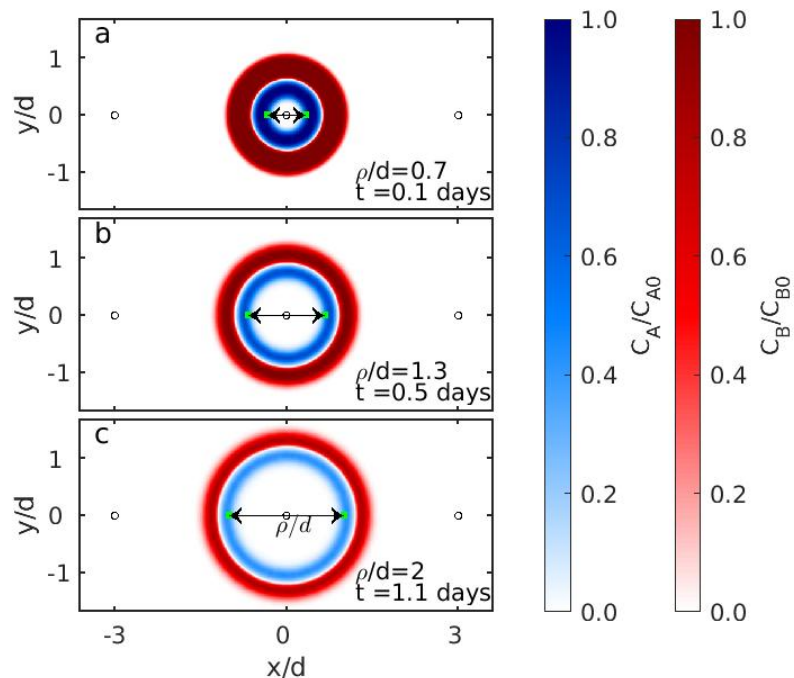 a
y/d
1
0
-1
ρ/d=0.7
t =0.1 days
b
y/d
1
0
-1
ρ/d=1.3
t =0.5 days
c
y/d
1
0
-1
ρ/d
ρ/d=2
t =1.1 days
-3
0
3
x/d
1.0
0.8
0.6
0.4
0.2
0.0
C_A/C_A0
1.0
0.8
0.6
0.4
0.2
0.0
C_B/C_B0